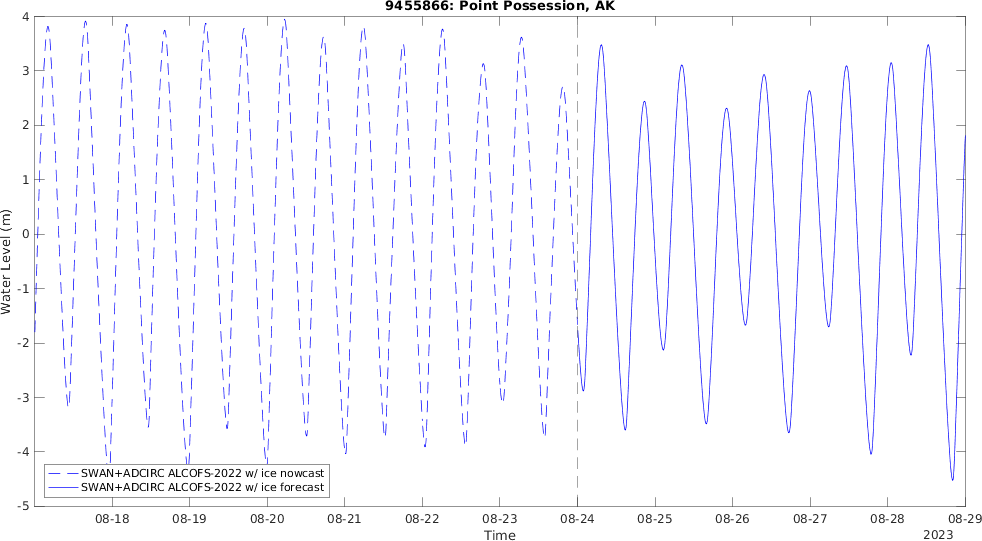 9455866: Point Possession, AK
4
3
2
1
0
-1
-2
-3
-4
-5
Water Level (m)
SWAN+ADCIRC ALCOFS-2022 w/ ice nowcast
SWAN+ADCIRC ALCOFS-2022 w/ ice forecast
08-18 08-19 08-20 08-21 08-22 08-23 08-24 08-25 08-26 08-27 08-28 08-29
Time
2023